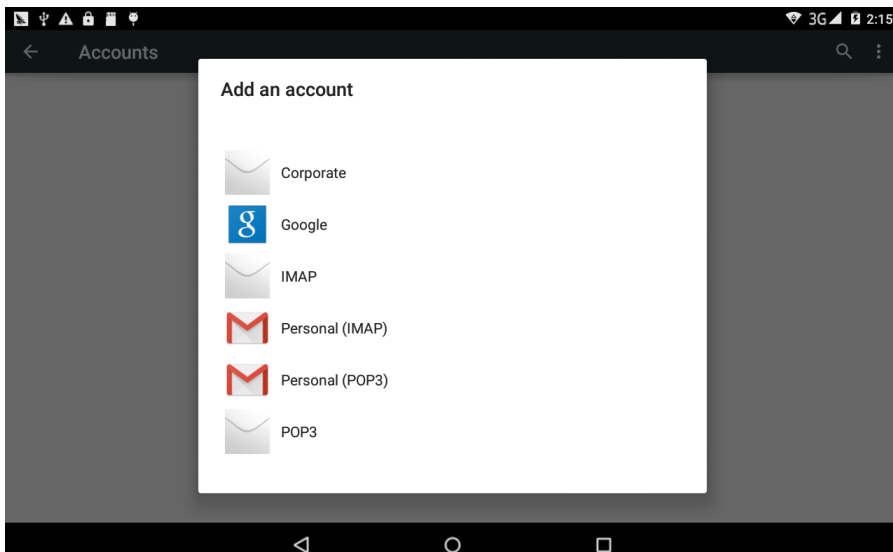 3G 2:15
Accounts
Add an account
Corporate
Google
IMAP
Personal (IMAP)
Personal (POP3)
POP3